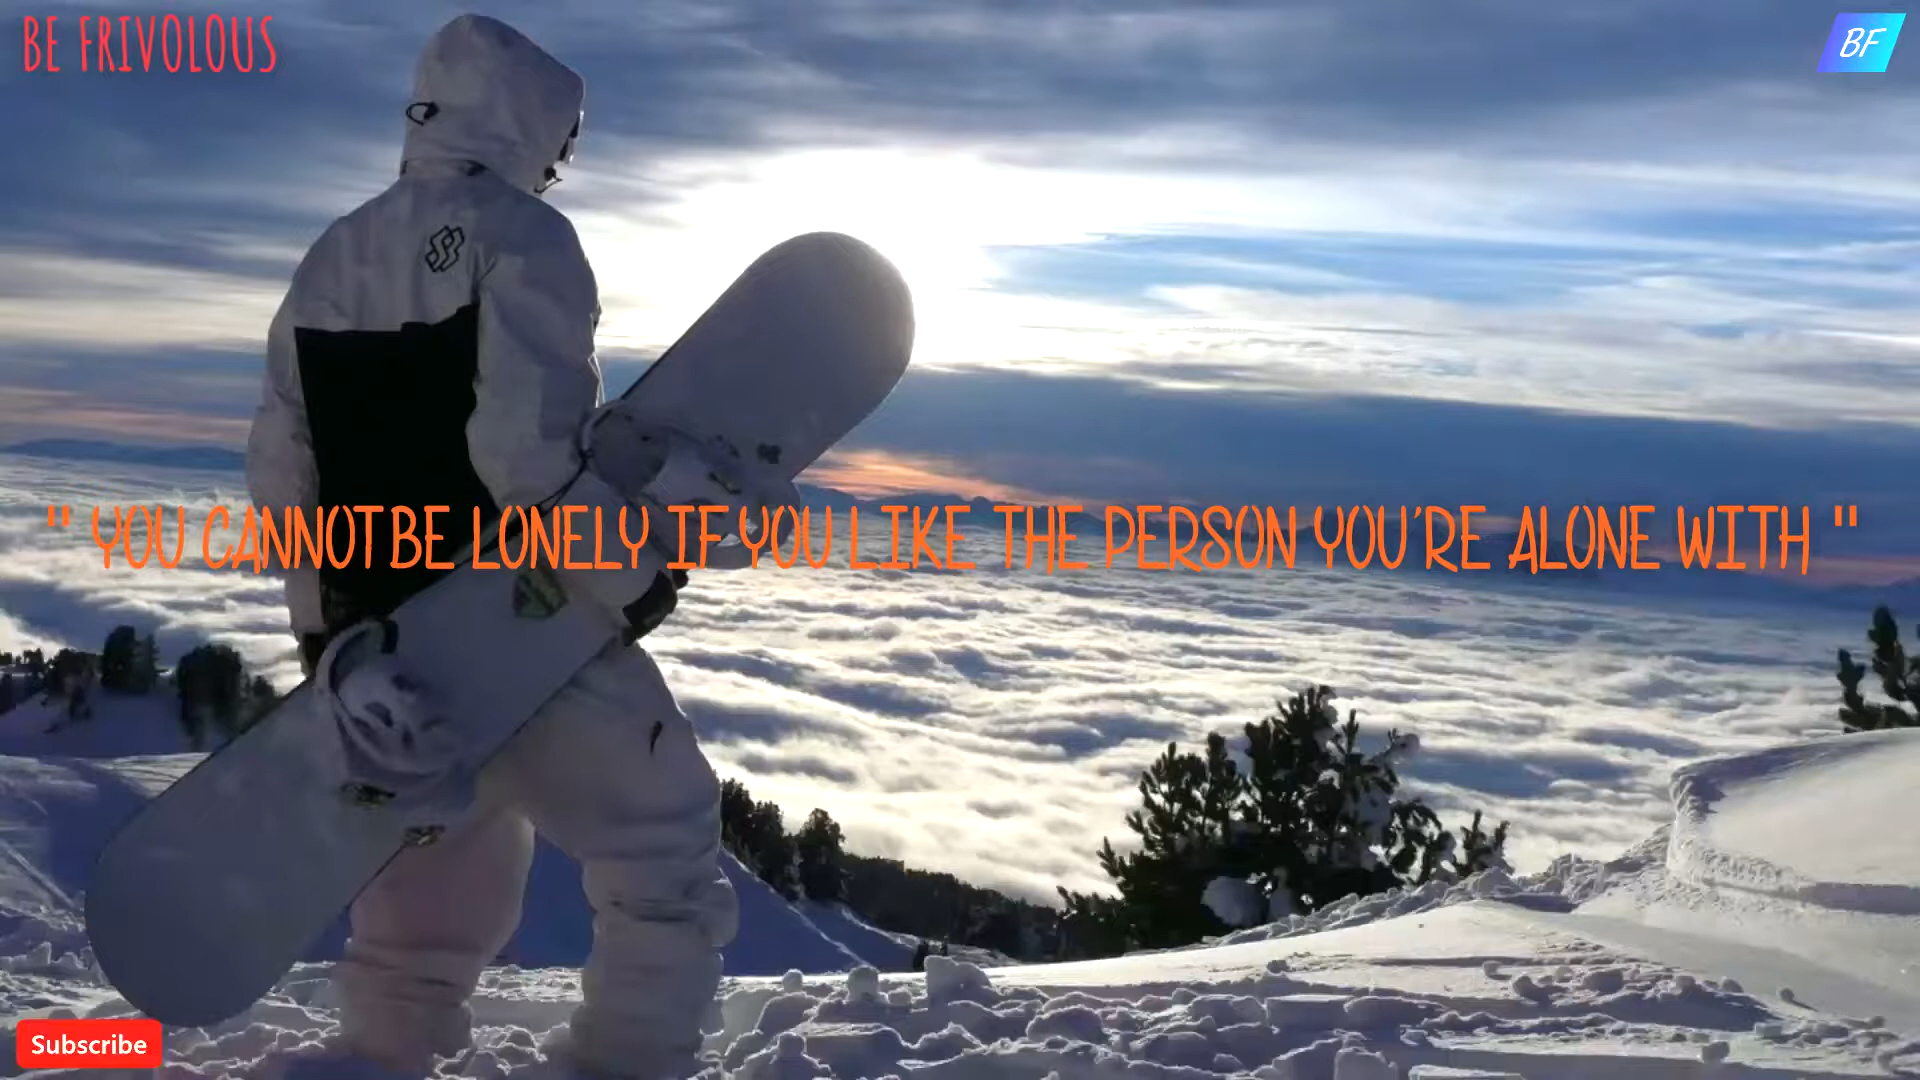 BE FRIVOLOUS
BF
" YOU CANNOT BE LONELY IF YOU LIKE THE PERSON YOU'RE ALONE WITH "
Subscribe